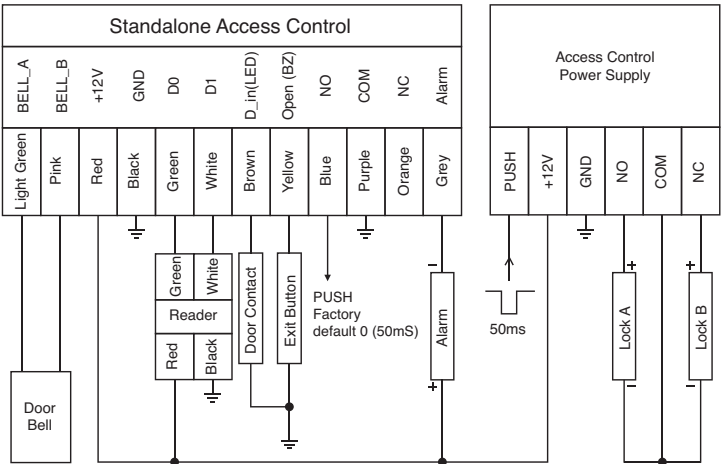 Standalone Access Control
BELL_A
BELL_B
+12V
GND
D0
D1
D_in(LED)
Open (BZ)
NO
COM
NC
Alarm
Light Green
Pink
Red
Black
Green
White
Brown
Yellow
Blue
Purple
Orange
Grey
Access Control
Power Supply
PUSH
+12V
GND
NO
COM
NC
Green
White
Reader
Red
Black
Door Contact
Exit Button
PUSH
Factory
default 0 (50mS)
-
Alarm
+
50ms
+
Lock A
-
+
Lock B
-
Door
Bell